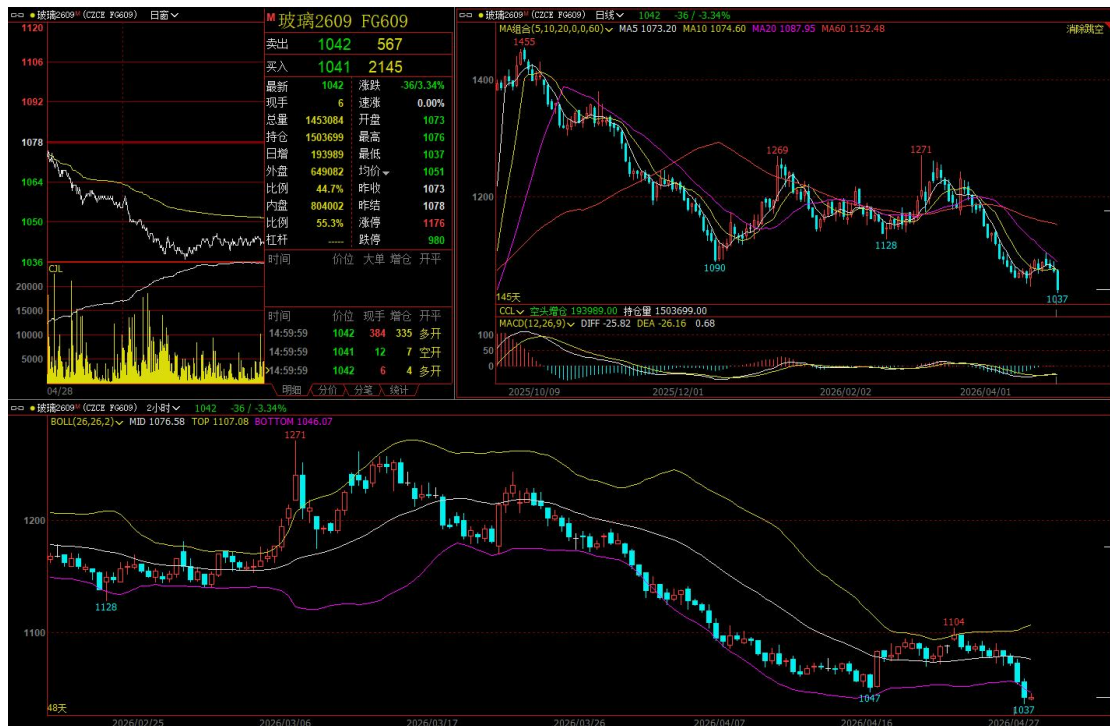 玻璃2609 M (CZCE FG609) 日窗
1120
1106
1092
1078
1064
1050
1036
CJL
20000
15000
10000
5000
04/28
M 玻璃2609 FG609
卖出 1042 567
买入 1041 2145
最新 1042 涨跌 -36/3.34%
现手 6 速涨 0.00%
总量 1453084 开盘 1073
持仓 1503699 最高 1076
日增 193989 最低 1037
外盘 649082 均价 1051
比例 44.7% 昨收 1073
内盘 804002 昨结 1078
比例 55.3% 涨停 1176
杠杆 ----- 跌停 980
时间 价位 大单 增仓 开平
时间 价位 现手 增仓 开平
14:59:59 1042 384 335 多开
14:59:59 1041 12 7 空开
14:59:59 1042 6 4 多开
明细 分价 分笔 统计
玻璃2609 M (CZCE FG609) 日线 1042 -36 / -3.34%
MA组合(5,10,20,0,0,60) MA5 1073.20 MA10 1074.60 MA20 1087.95 MA60 1152.48 消除跳空
1455
1400
1269 1271
1200
1128
1090
1037
145天
CCL 空头增仓 193989.00 持仓量 1503699.00
MACD(12,26,9) DIFF -25.82 DEA -26.16 0.68
100
50
0
2025/10/09 2025/12/01 2026/02/02 2026/04/01
玻璃2609 M (CZCE FG609) 2小时 1042 -36 / -3.34%
BOLL(26,26,2) MID 1076.58 TOP 1107.08 BOTTOM 1046.07
1271
1200
1128
1100
1104
1047
1037
48天
2026/02/25 2026/03/06 2026/03/17 2026/03/26 2026/04/07 2026/04/16 2026/04/27